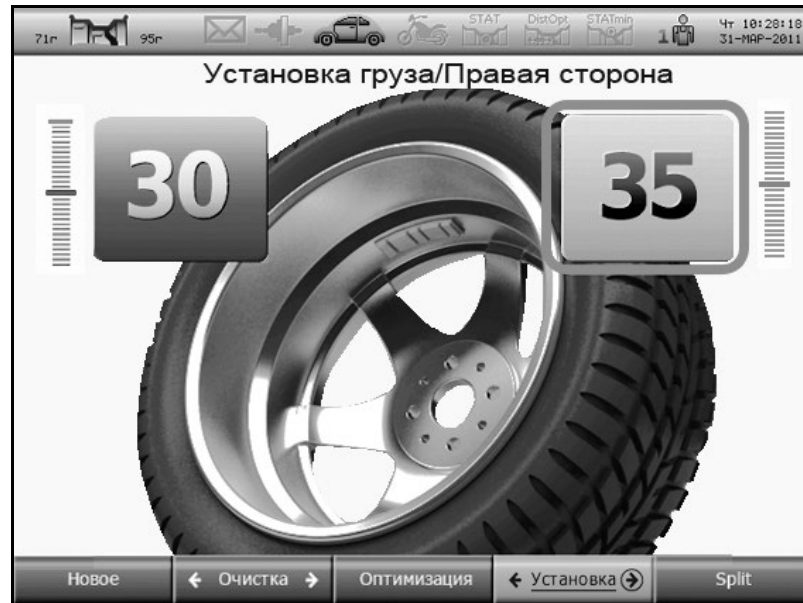 71г 95г STAT DistOpt STATmin 1 Чт 10:28:18
31-МАР-2011
Установка груза/Правая сторона
30 35
Новое Очистка Оптимизация Установка Split